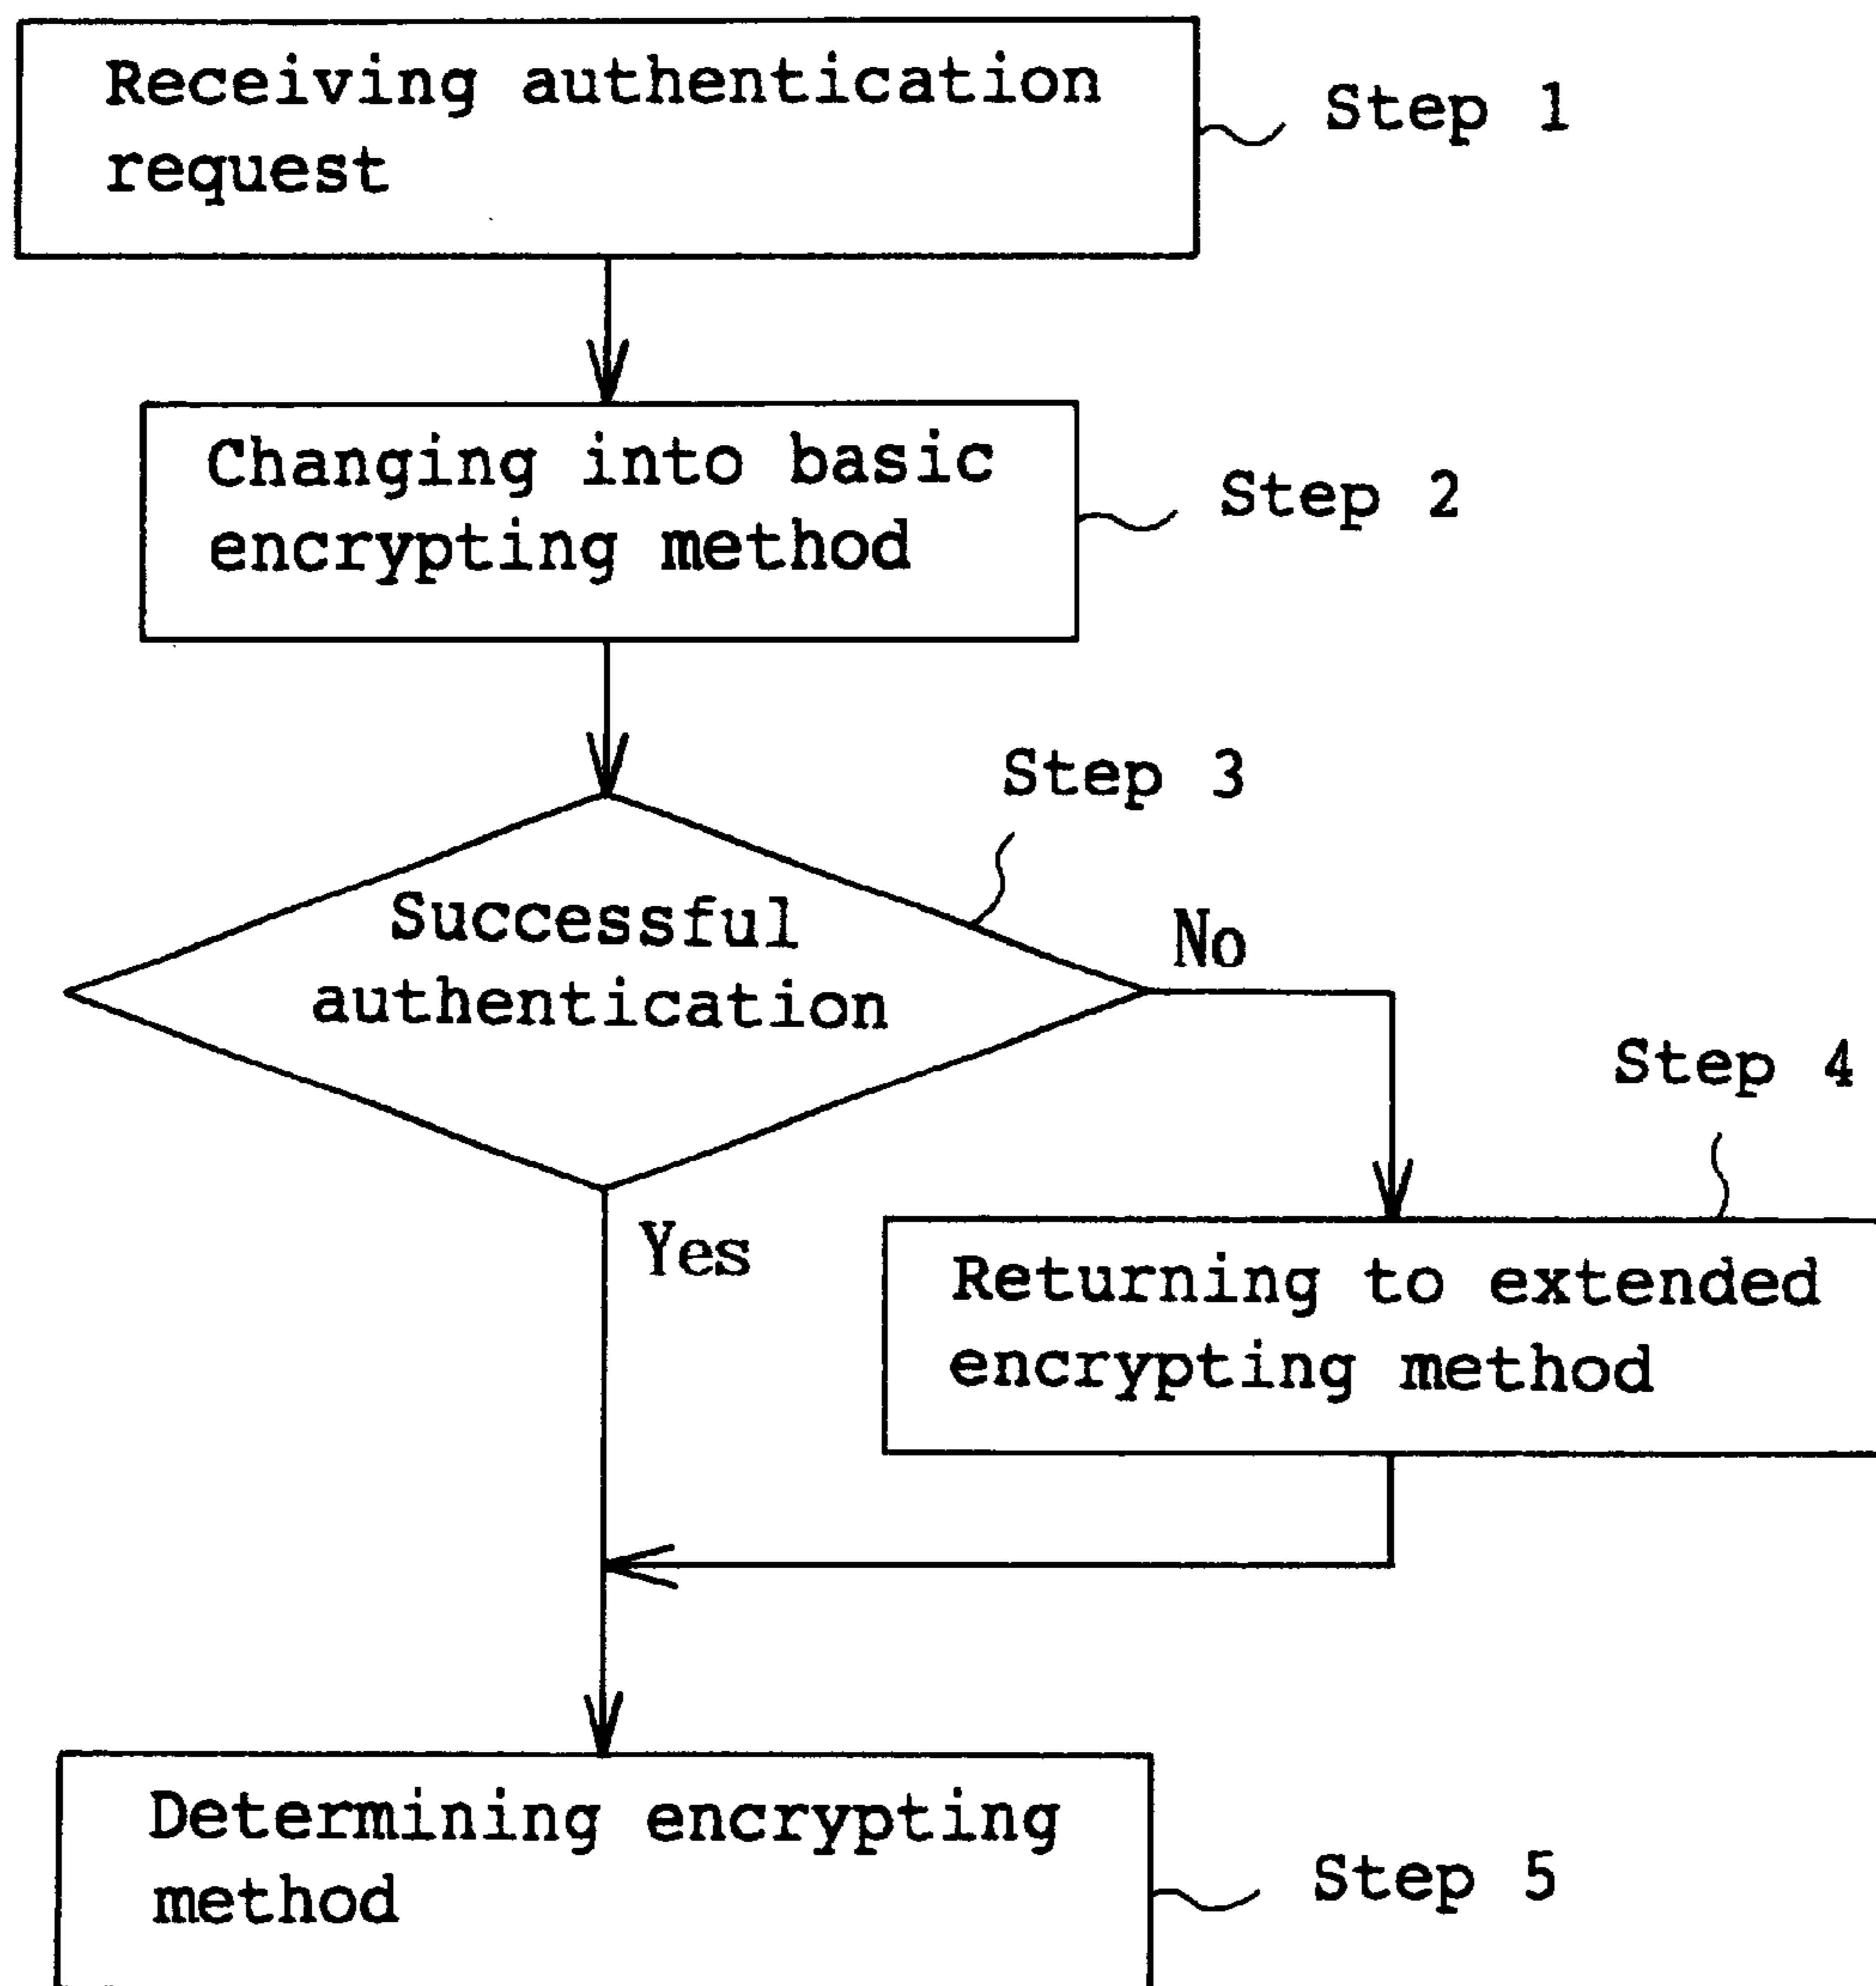 Receiving authentication
request
Step 1
Changing into basic
encrypting method
Step 2
Step 3
Successful
authentication
No
Step 4
Yes
Returning to extended
encrypting method
Determining encrypting
method
Step 5